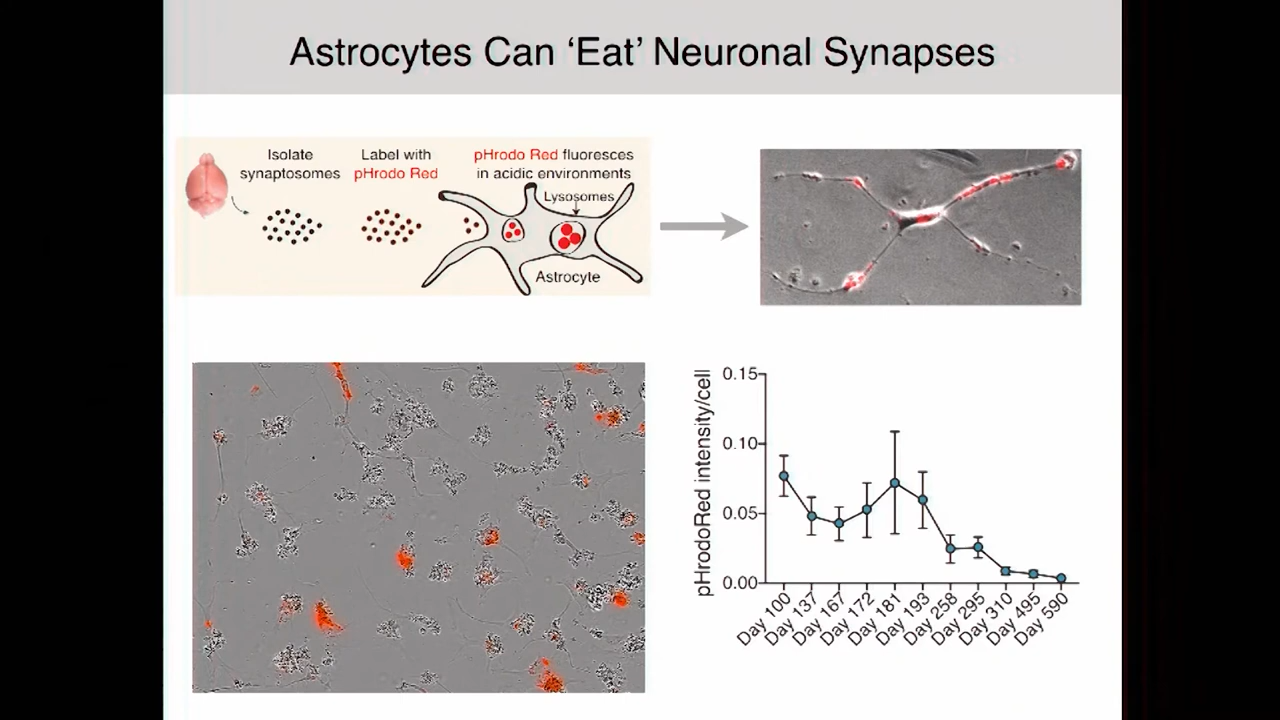 Astrocytes Can ‘Eat’ Neuronal Synapses
Isolate
synaptosomes
Label with
pHrodo Red
pHrodo Red fluoresces
in acidic environments
Lysosomes
Astrocyte
pHrodoRed intensity/cell
0.15
0.10
0.05
0.00
Day 100
Day 137
Day 167
Day 172
Day 181
Day 193
Day 258
Day 295
Day 310
Day 495
Day 590